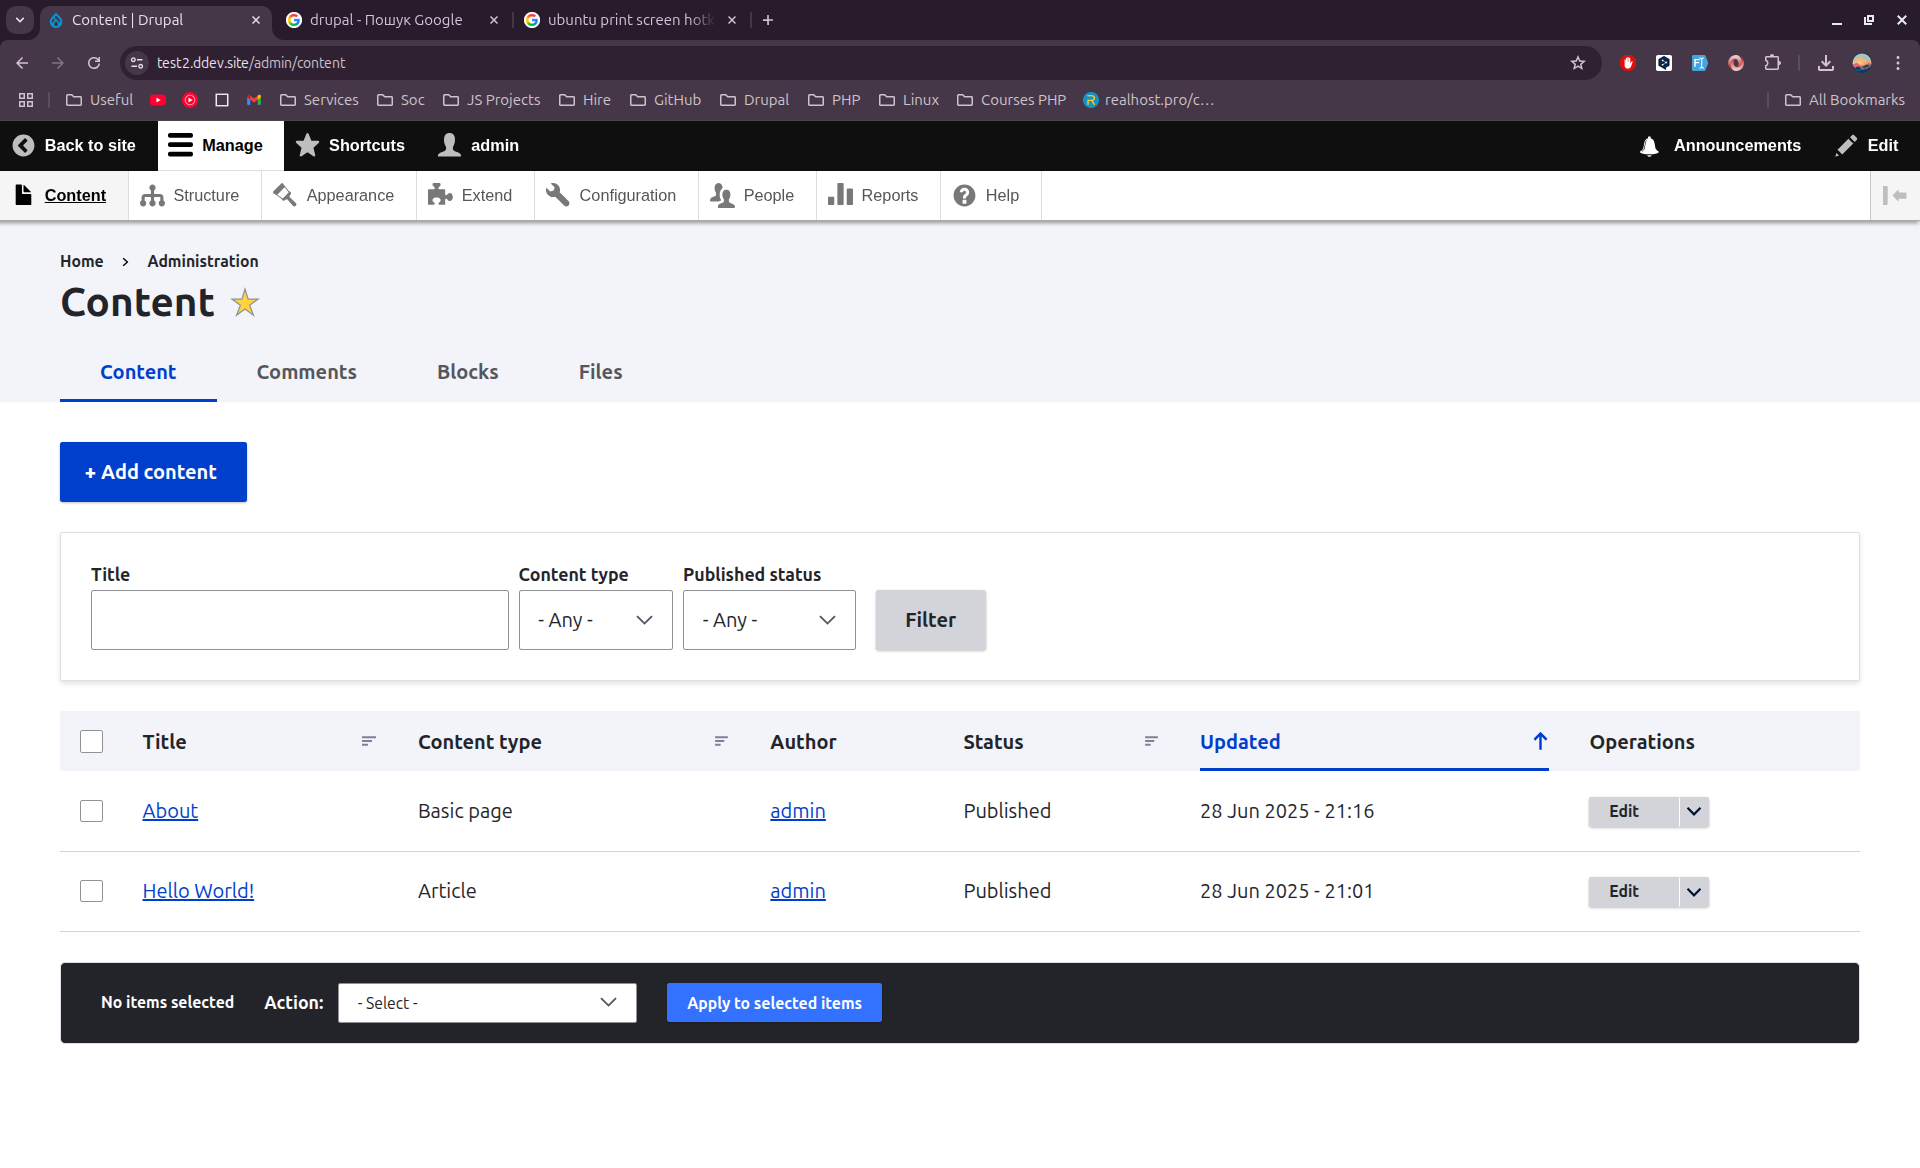 Content | Drupal
drupal - Пошук Google
ubuntu print screen hot
test2.ddev.site/admin/content
Useful
Services
Soc
JS Projects
Hire
GitHub
Drupal
PHP
Linux
Courses PHP
realhost.pro/c...
All Bookmarks
Back to site
Manage
Shortcuts
admin
Announcements
Edit
Content
Structure
Appearance
Extend
Configuration
People
Reports
Help
Home > Administration
Content
Content
Comments
Blocks
Files
+ Add content
Title
Content type
Published status
- Any -
- Any -
Filter
Title Content type Author Status Updated Operations
About Basic page admin Published 28 Jun 2025 - 21:16 Edit
Hello World! Article admin Published 28 Jun 2025 - 21:01 Edit
No items selected Action: - Select - Apply to selected items